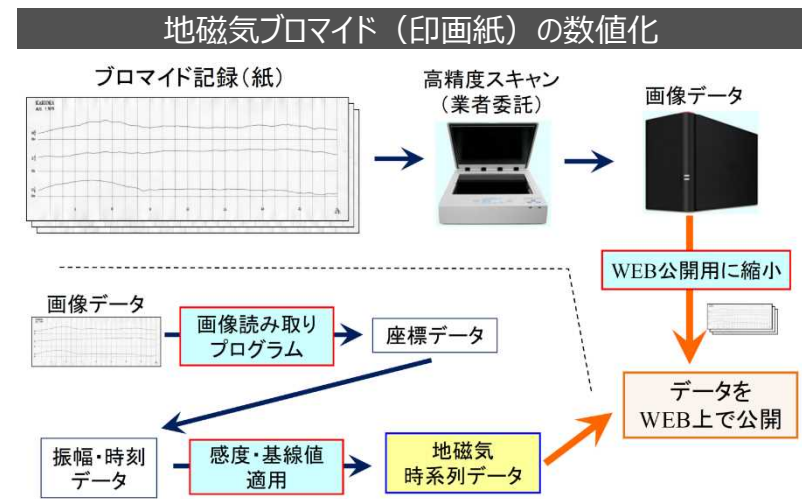 地磁気ブロマイド（印画紙）の数値化
ブロマイド記録（紙）
高精度スキャン
（業者委託）
画像データ
KAKIOKA
WEB公開用に縮小
画像データ
画像読み取り
プログラム
座標データ
データを
WEB上で公開
振幅・時刻
データ
感度・基線値
適用
地磁気
時系列データ